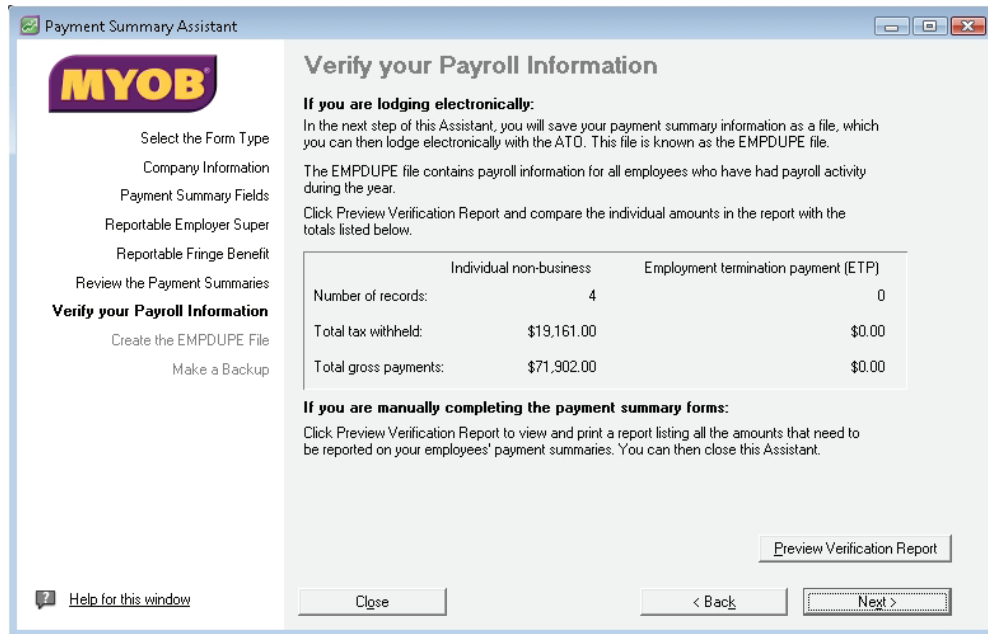 Payment Summary Assistant
MYOB
Select the Form Type
Company Information
Payment Summary Fields
Reportable Employer Super
Reportable Fringe Benefit
Review the Payment Summaries
Verify your Payroll Information
Create the EMPDUPE File
Make a Backup
Help for this window
Verify your Payroll Information
If you are lodging electronically:
In the next step of this Assistant, you will save your payment summary information as a file, which
you can then lodge electronically with the ATO. This file is known as the EMPDUPE file.
The EMPDUPE file contains payroll information for all employees who have had payroll activity
during the year.
Click Preview Verification Report and compare the individual amounts in the report with the
totals listed below.
Individual non-business Employment termination payment (ETP)
Number of records: 4 0
Total tax withheld: $19,161.00 $0.00
Total gross payments: $71,902.00 $0.00
If you are manually completing the payment summary forms:
Click Preview Verification Report to view and print a report listing all the amounts that need to
be reported on your employees' payment summaries. You can then close this Assistant.
Preview Verification Report
Close < Back Next >